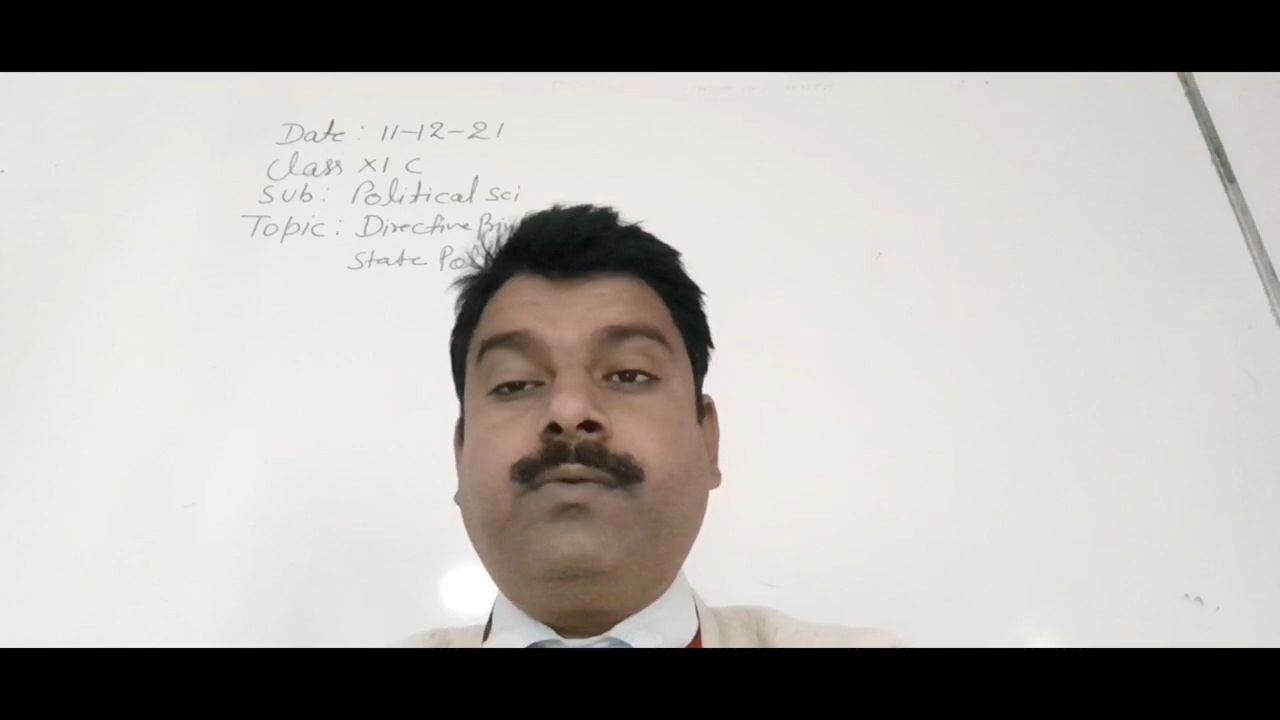 Date : 11-12-21
Class XI C
Sub : Political Sci
Topic : Directive
State